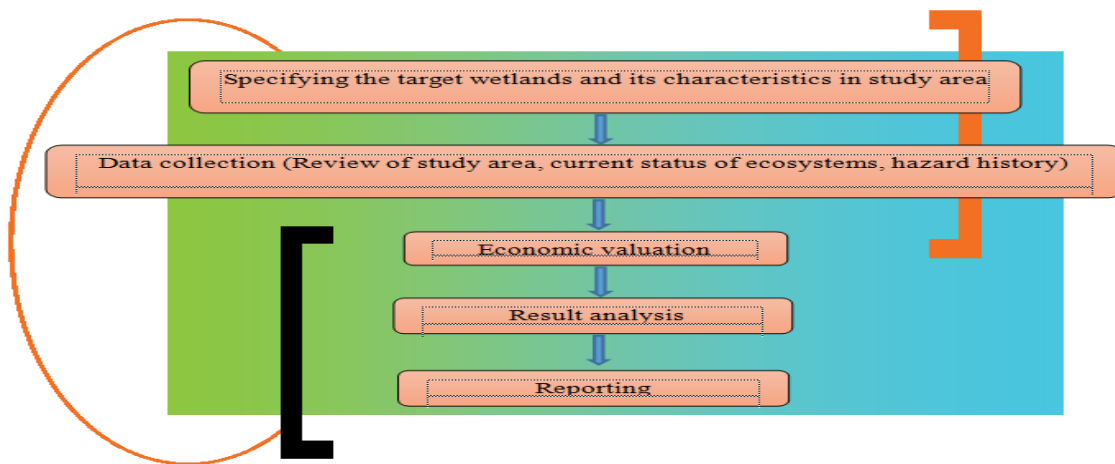 Specifying the target wetlands and its characteristics in study area
Data collection (Review of study area, current status of ecosystems, hazard history)
Economic valuation
Result analysis
Reporting